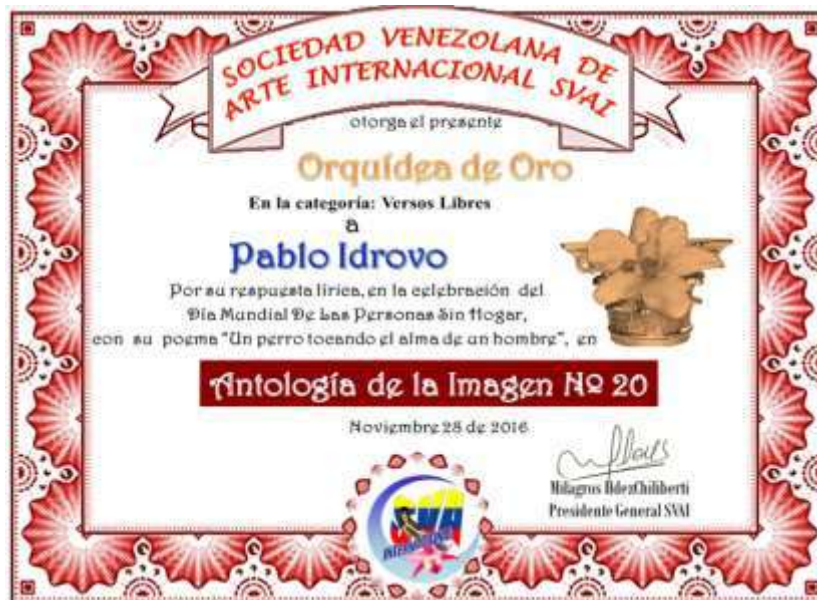 SOCIEDAD VENEZOLANA DE
ARTE INTERNACIONAL SVAI
otorga el presente
Orquídea de Oro
En la categoría: Versos Libres
a
Pablo Idrovo
Por su respuesta lírica, en la celebración del
Día Mundial De Las Personas Sin Hogar,
con su poema "Un perro tocando el alma de un hombre", en
Antología de la Imagen Nº 20
Noviembre 28 de 2016
Milagros HdezChiliberti
Presidente General SVAI
SVA
INTERNATIONAL